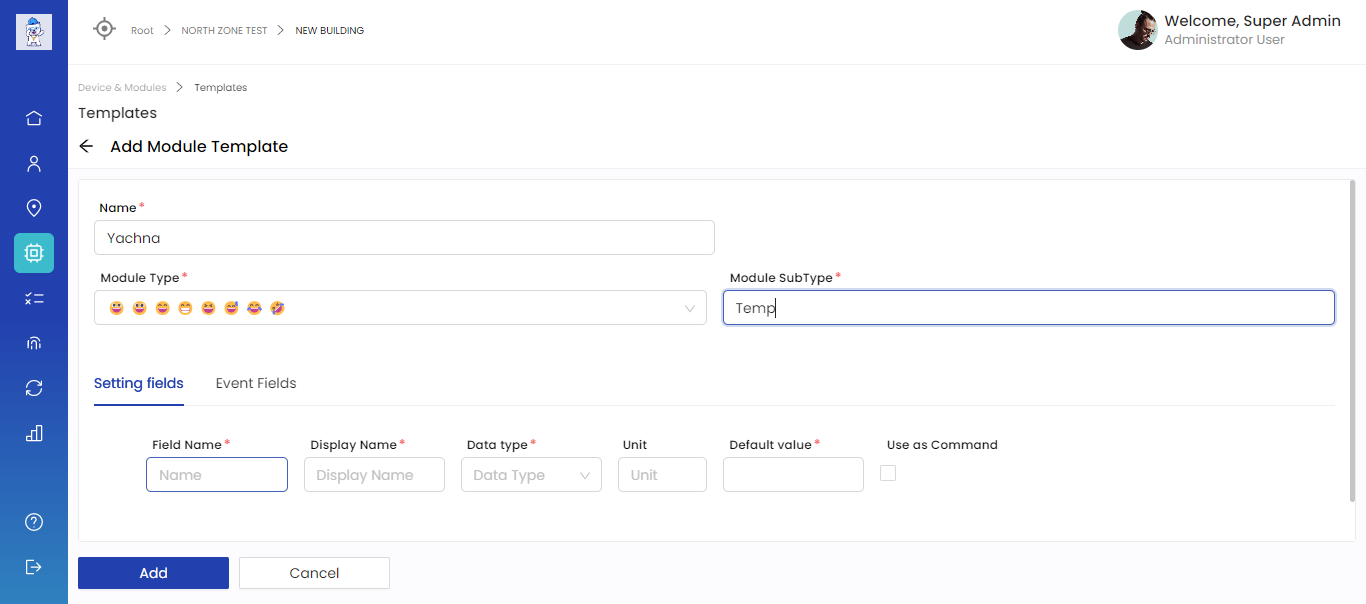 Root > NORTH ZONE TEST > NEW BUILDING
Welcome, Super Admin
Administrator User
Device & Modules > Templates
Templates
Add Module Template
Name*
Yachna
Module Type* Module SubType*
😀 😃 😄 😁 😆 😅 😂 🤣 Temp
Setting fields Event Fields
Field Name* Display Name* Data type* Unit Default value* Use as Command
Name Display Name Data Type Unit
Add Cancel